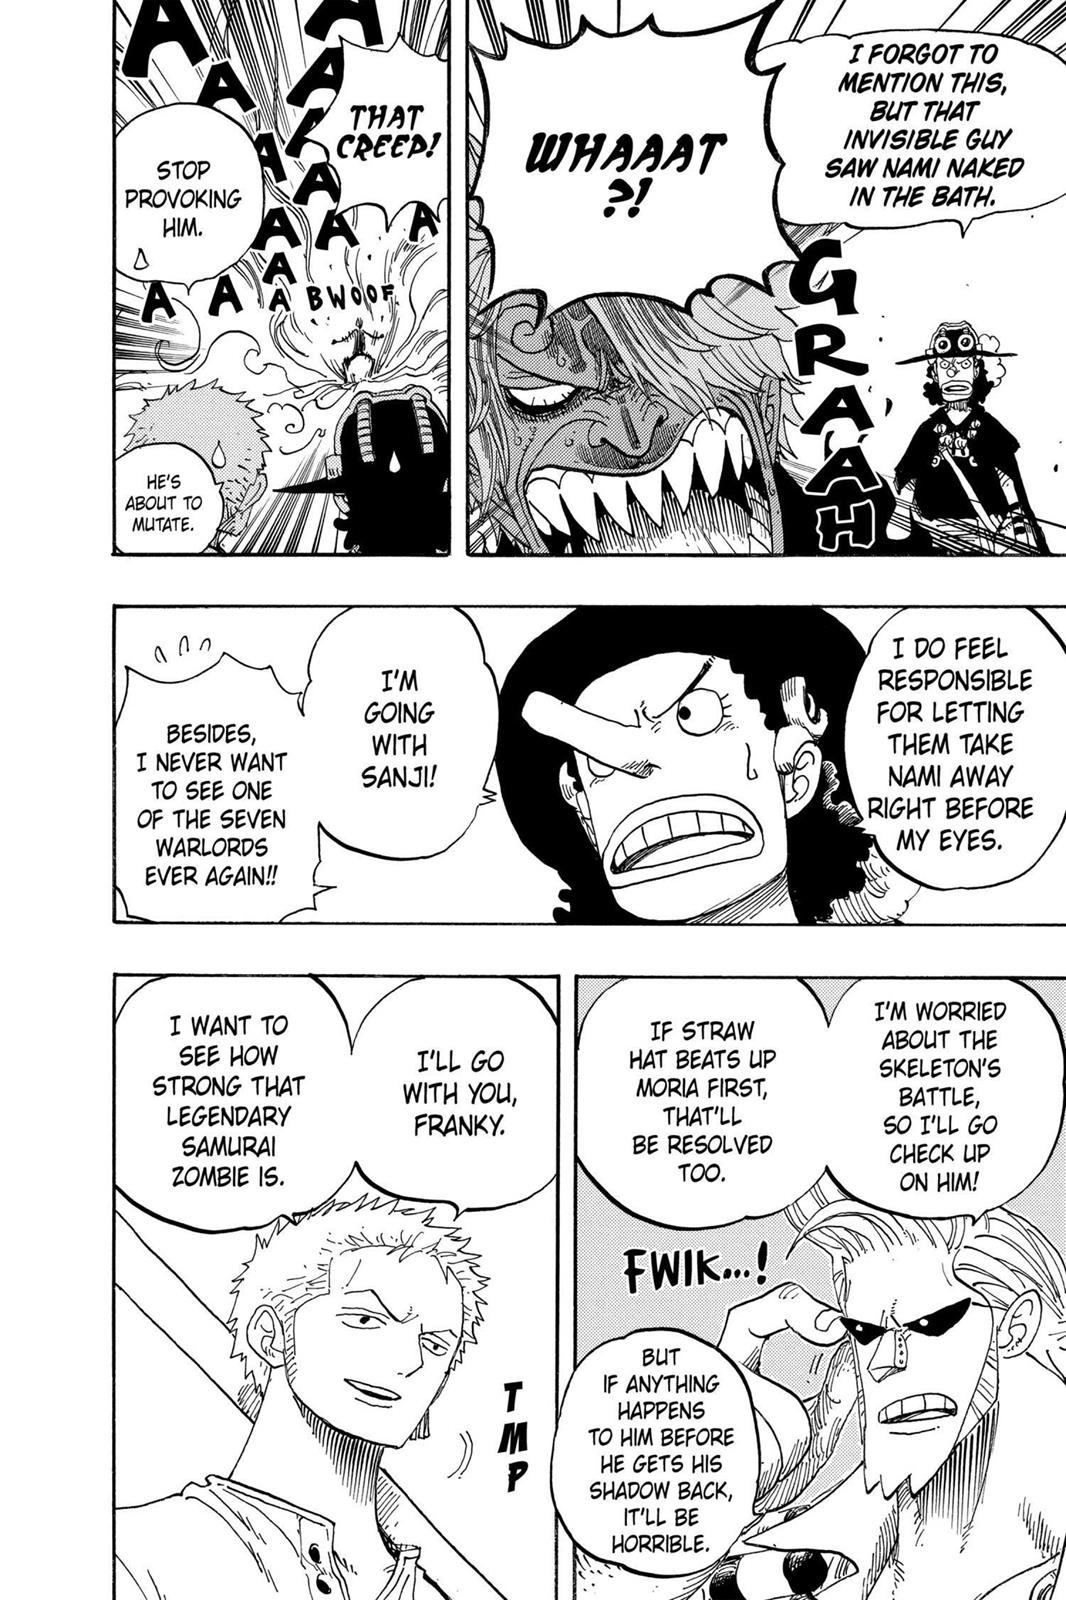 I FORGOT TO
MENTION THIS,
BUT THAT
INVISIBLE GUY
SAW NAMI NAKED
IN THE BATH.
GRAAH
WHAAAT
?!
THAT
CREEP!
AAAAAAA
AAAAAAA
BWOOF
STOP
PROVOKING
HIM.
HE'S
ABOUT TO
MUTATE.
I DO FEEL
RESPONSIBLE
FOR LETTING
THEM TAKE
NAMI AWAY
RIGHT BEFORE
MY EYES.
I'M
GOING
WITH
SANJI!
BESIDES,
I NEVER WANT
TO SEE ONE
OF THE SEVEN
WARLORDS
EVER AGAIN!!
I'M WORRIED
ABOUT THE
SKELETON'S
BATTLE,
SO I'LL GO
CHECK UP
ON HIM!
IF STRAW
HAT BEATS UP
MORIA FIRST,
THAT'LL
BE RESOLVED
TOO.
FWIK...!
BUT
IF ANYTHING
HAPPENS
TO HIM BEFORE
HE GETS HIS
SHADOW BACK,
IT'LL BE
HORRIBLE.
I'LL GO
WITH YOU,
FRANKY.
I WANT TO
SEE HOW
STRONG THAT
LEGENDARY
SAMURAI
ZOMBIE IS.
TMP